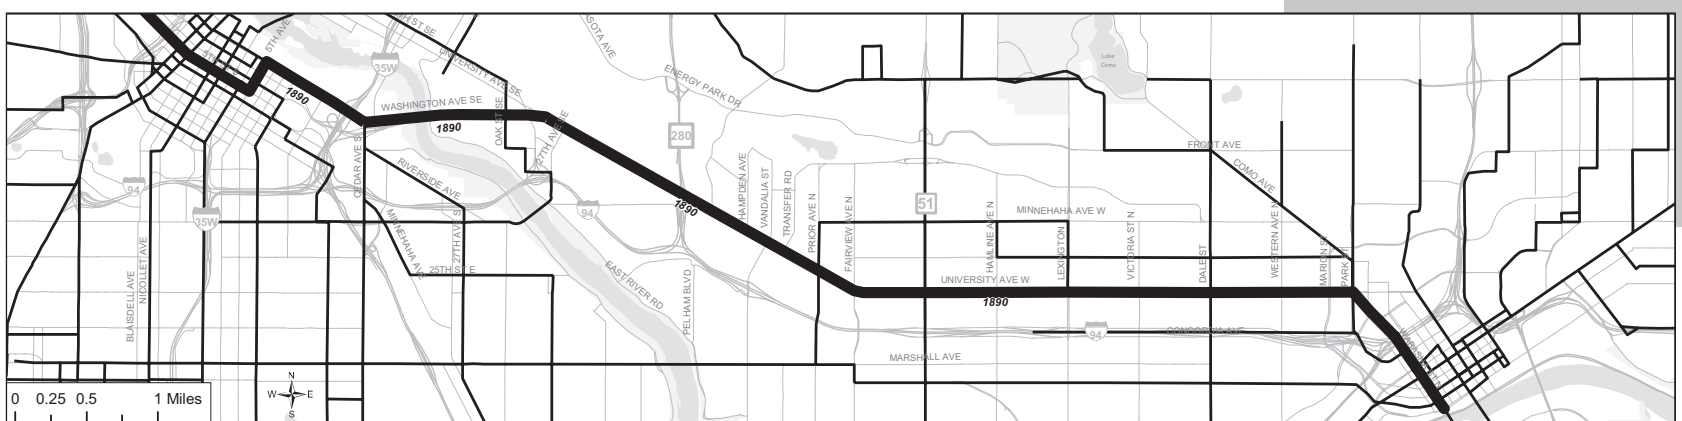 5TH AVE
UNIVERSITY AVE SE
35W
1890
WASHINGTON AVE SE
1890
OAK ST SE
27TH AVE SE
ENERGY PARK DR
280
Lake
Como
FRONT AVE
COMO AVE
94
35W
CEDAR AVE S
RIVERSIDE AVE
MINNEHAHA AVE
27TH AVE S
25TH ST E
94
EAST RIVER RD
PELHAM BLVD
1890
HAMPDEN AVE
VANDALIA ST
TRANSFER RD
PRIOR AVE N
FAIRVIEW AVE N
51
HAMLINE AVE N
MINNEHAHA AVE W
LEXINGTON
VICTORIA ST N
DALE ST
WESTERN AVE N
MARION ST
PARK ST
UNIVERSITY AVE W
1890
94
CONCORDIA AVE
MARSHALL AVE
BLAISDELL AVE
NICOLLET AVE
N
W E
S
0 0.25 0.5 1 Miles